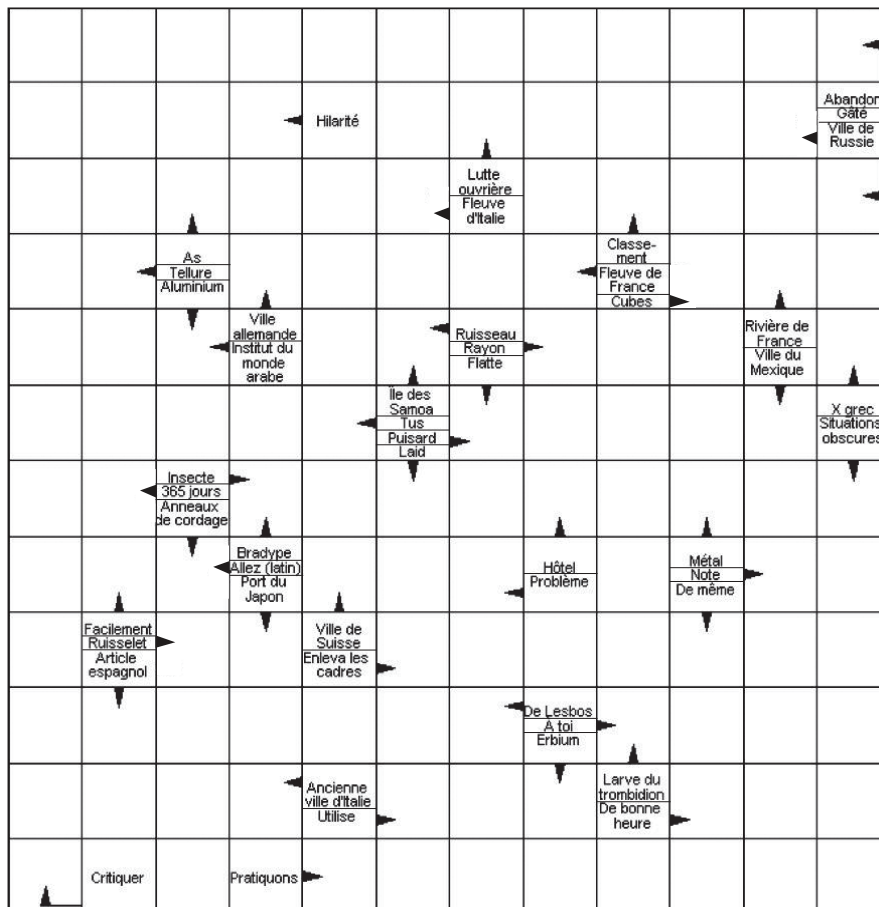 Hilarité
Abandon
Gâté
Ville de
Russie
Lutte
ouvrière
Fleuve
d'Italie
As
Tellure
Aluminium
Classe-
ment
Fleuve de
France
Cubes
Ville
allemande
Institut du
monde
arabe
Ruisseau
Rayon
Flatte
Rivière de
France
Ville du
Mexique
Île des
Samoa
Tus
Puisard
Laid
X grec
Situations
obscures
Insecte
365 jours
Anneaux
de cordage
Bradype
Allez (latin)
Port du
Japon
Hôtel
Problème
Métal
Note
De même
Facilement
Ruisselet
Article
espagnol
Ville de
Suisse
Enleva les
cadres
De Lesbos
A toi
Erbium
Ancienne
ville d'Italie
Utilise
Larve du
trombidion
De bonne
heure
Critiquer
Pratiquons